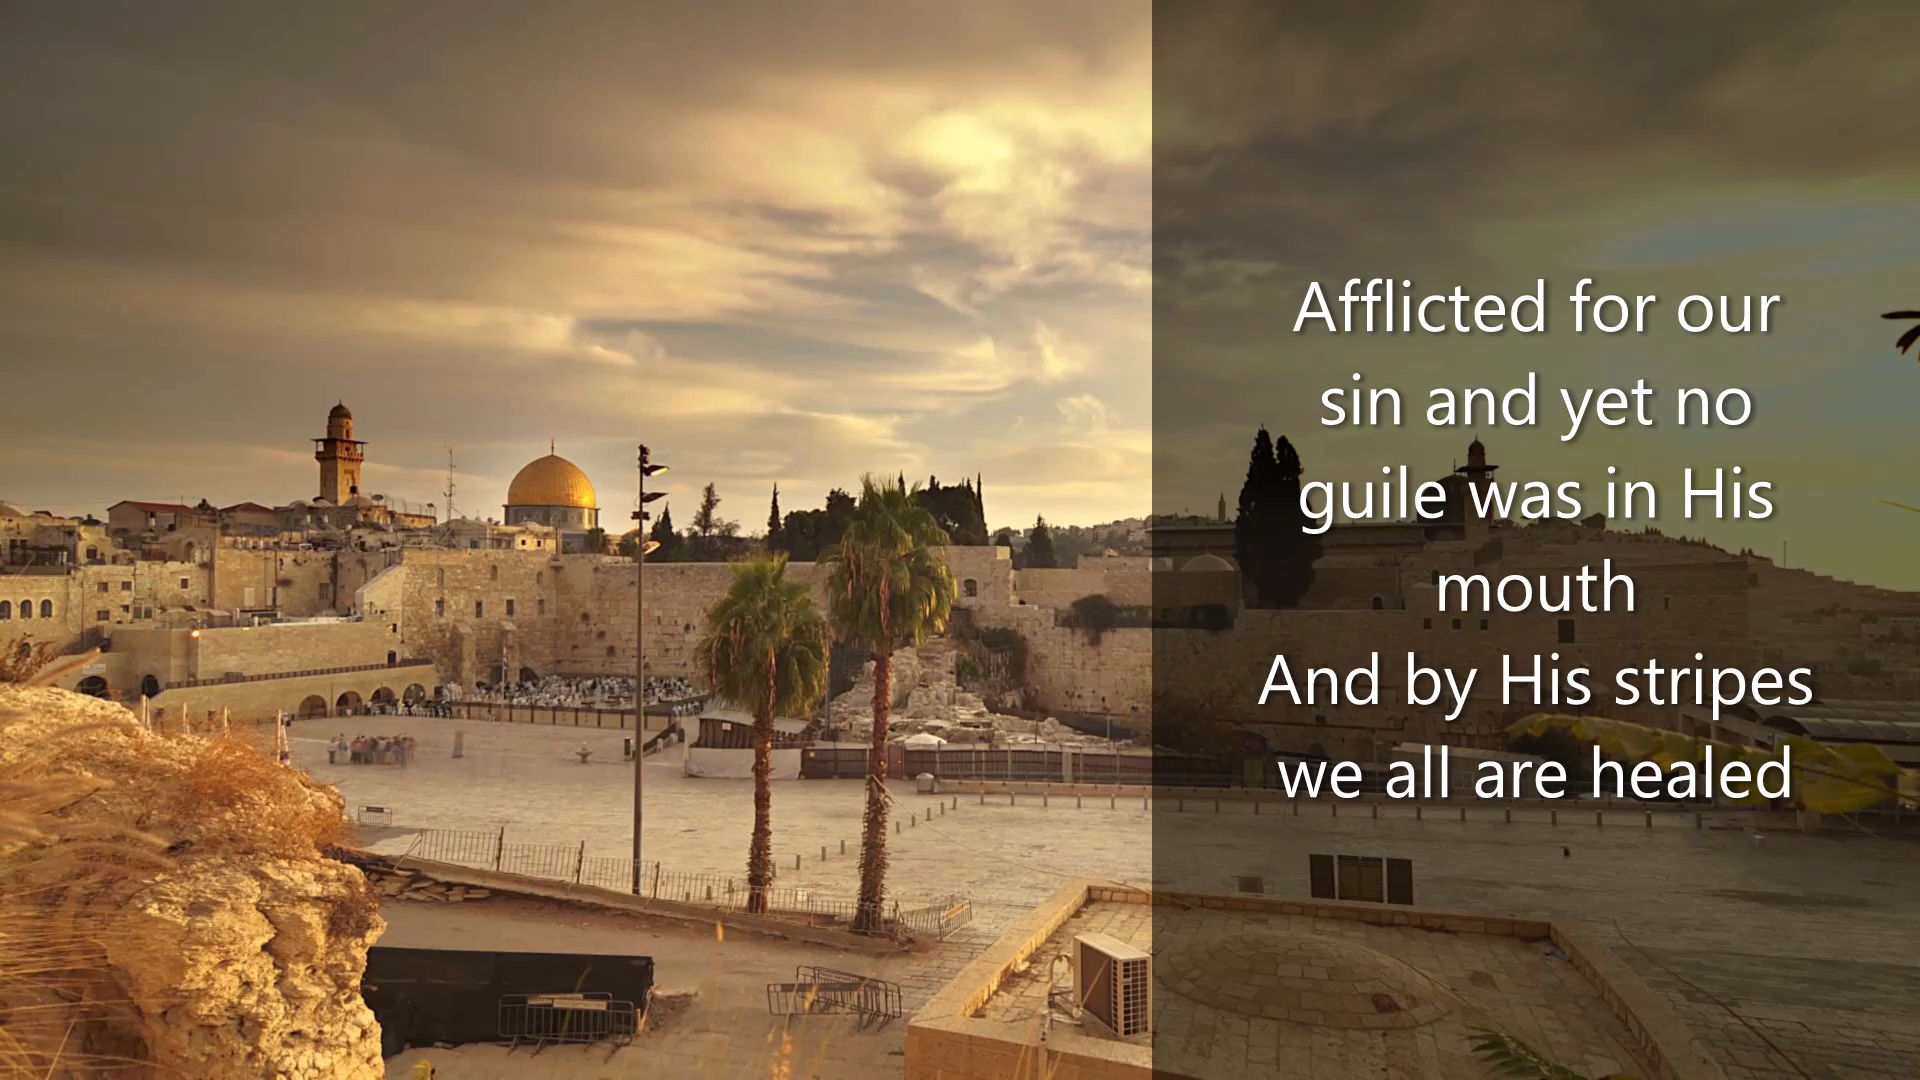 Afflicted for our
sin and yet no
guile was in His
mouth
And by His stripes
we all are healed